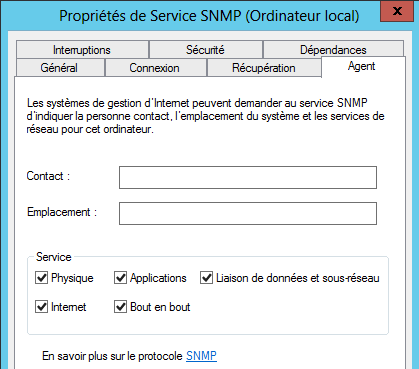 Propriétés de Service SNMP (Ordinateur local)
x
Interruptions Sécurité Dépendances
Général Connexion Récupération Agent
Les systèmes de gestion d'Internet peuvent demander au service SNMP
d'indiquer la personne contact, l'emplacement du système et les services de
réseau pour cet ordinateur.
Contact :
Emplacement :
Service
Physique Applications Liaison de données et sous-réseau
Internet Bout en bout
En savoir plus sur le protocole SNMP